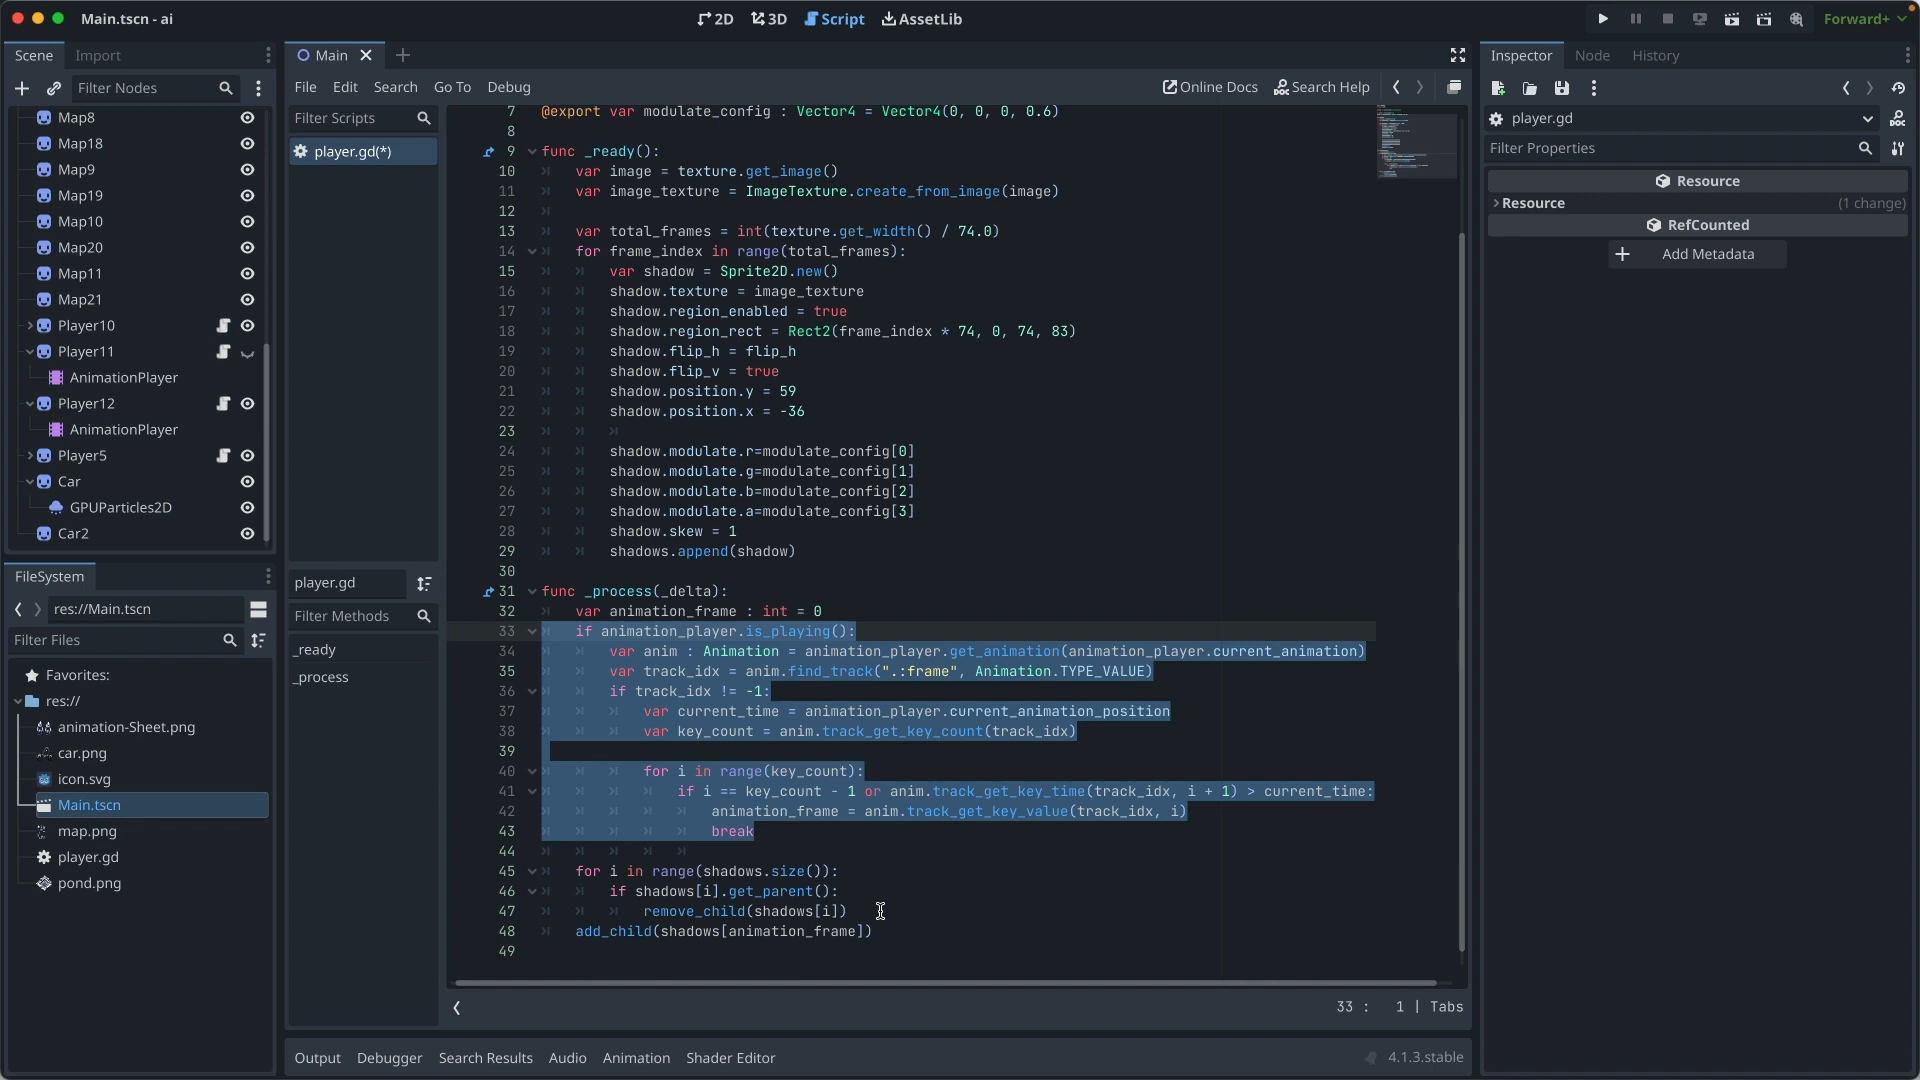 Main.tscn - ai
2D 3D Script AssetLib
Forward+
Scene Import
Filter Nodes
Map8
Map18
Map9
Map19
Map10
Map20
Map11
Map21
Player10
Player11
AnimationPlayer
Player12
AnimationPlayer
Player5
Car
GPUParticles2D
Car2
FileSystem
res://Main.tscn
Filter Files
Favorites:
res://
animation-Sheet.png
car.png
icon.svg
Main.tscn
map.png
player.gd
pond.png
Main
File Edit Search Go To Debug
Online Docs Search Help
Filter Scripts
player.gd(*)
player.gd
Filter Methods
_ready
_process
7 @export var modulate_config : Vector4 = Vector4(0, 0, 0, 0.6)
8
9 func _ready():
10 var image = texture.get_image()
11 var image_texture = ImageTexture.create_from_image(image)
12
13 var total_frames = int(texture.get_width() / 74.0)
14 for frame_index in range(total_frames):
15 var shadow = Sprite2D.new()
16 shadow.texture = image_texture
17 shadow.region_enabled = true
18 shadow.region_rect = Rect2(frame_index * 74, 0, 74, 83)
19 shadow.flip_h = flip_h
20 shadow.flip_v = true
21 shadow.position.y = 59
22 shadow.position.x = -36
23
24 shadow.modulate.r=modulate_config[0]
25 shadow.modulate.g=modulate_config[1]
26 shadow.modulate.b=modulate_config[2]
27 shadow.modulate.a=modulate_config[3]
28 shadow.skew = 1
29 shadows.append(shadow)
30
31 func _process(_delta):
32 var animation_frame : int = 0
33 if animation_player.is_playing():
34 var anim : Animation = animation_player.get_animation(animation_player.current_animation)
35 var track_idx = anim.find_track(".:frame", Animation.TYPE_VALUE)
36 if track_idx != -1:
37 var current_time = animation_player.current_animation_position
38 var key_count = anim.track_get_key_count(track_idx)
39
40 for i in range(key_count):
41 if i == key_count - 1 or anim.track_get_key_time(track_idx, i + 1) > current_time:
42 animation_frame = anim.track_get_key_value(track_idx, i)
43 break
44
45 for i in range(shadows.size()):
46 if shadows[i].get_parent():
47 remove_child(shadows[i])
48 add_child(shadows[animation_frame])
49
33 : 1 | Tabs
Output Debugger Search Results Audio Animation Shader Editor
4.1.3.stable
Inspector Node History
player.gd
DOC
Filter Properties
Resource
Resource (1 change)
RefCounted
Add Metadata